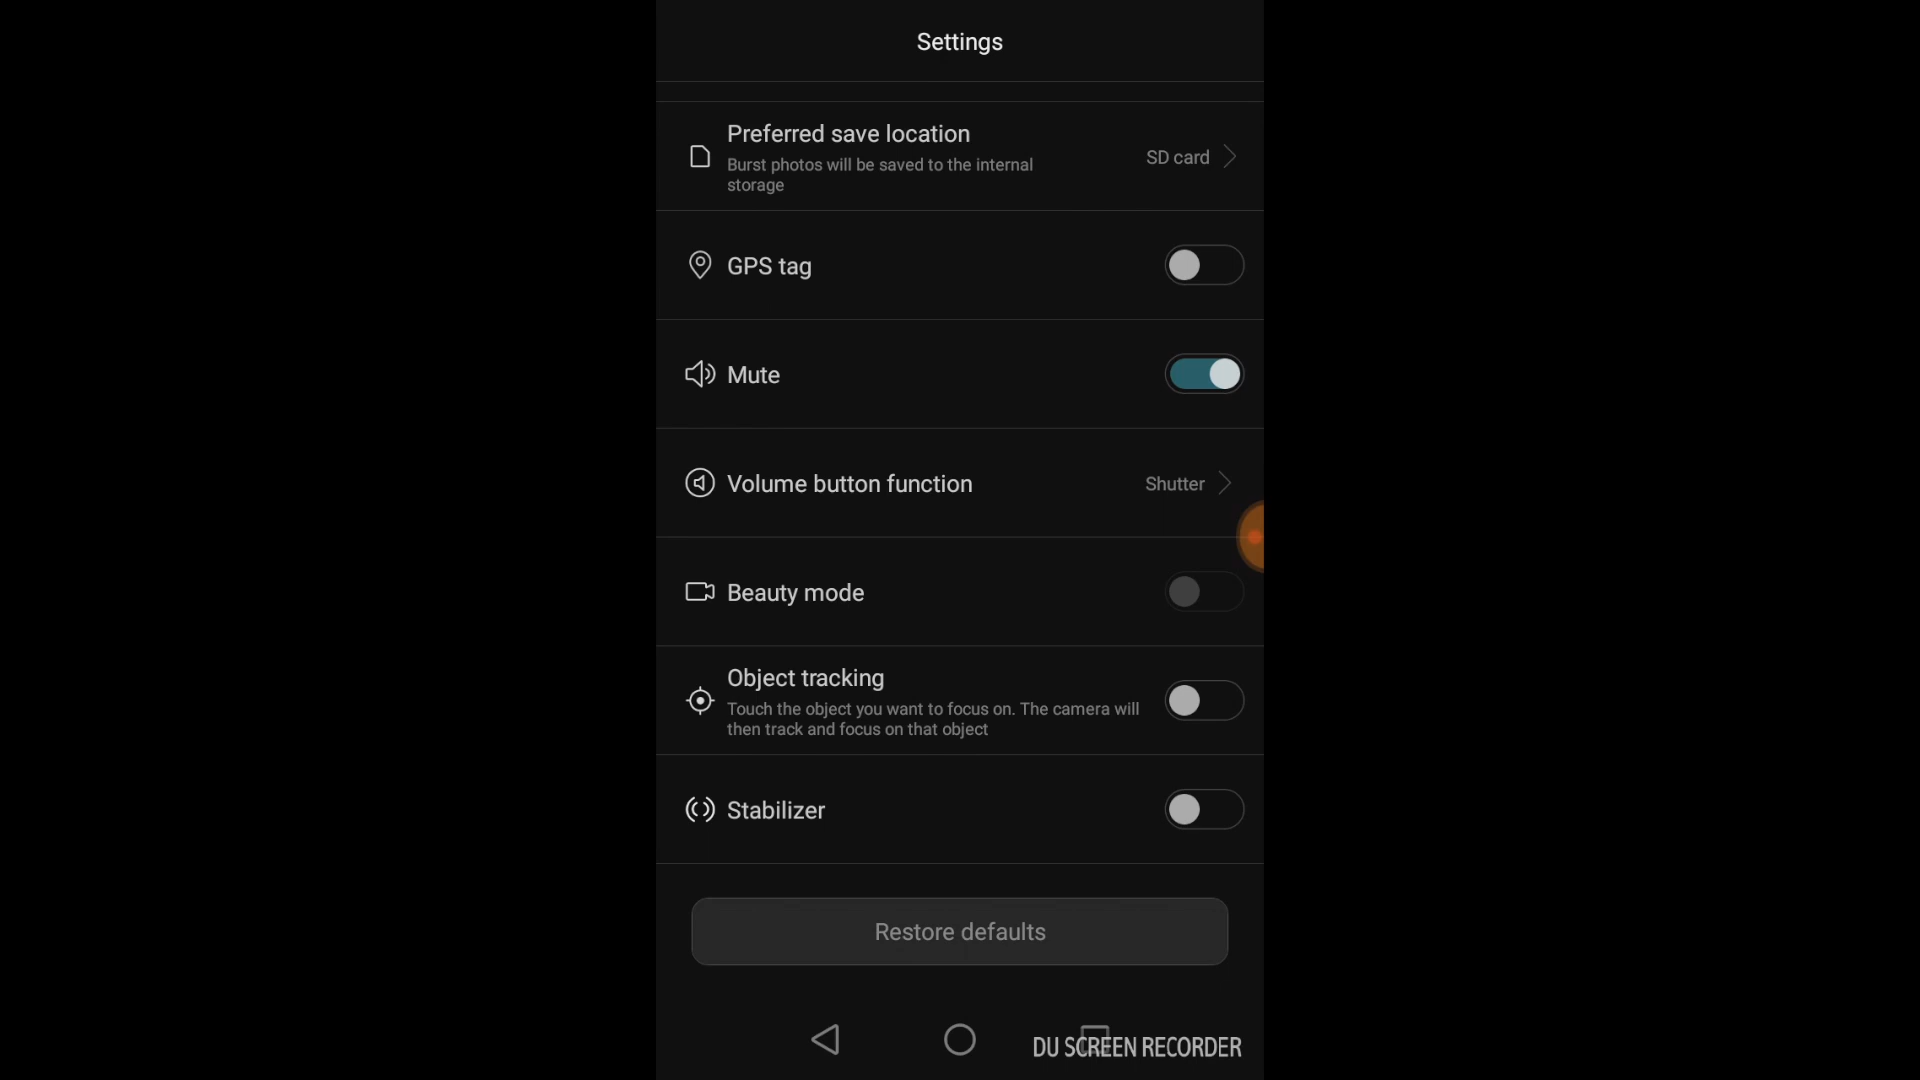 Settings
Preferred save location
Burst photos will be saved to the internal
storage
SD card
GPS tag
Mute
Volume button function
Shutter
Beauty mode
Object tracking
Touch the object you want to focus on. The camera will
then track and focus on that object
Stabilizer
Restore defaults
DU SCREEN RECORDER